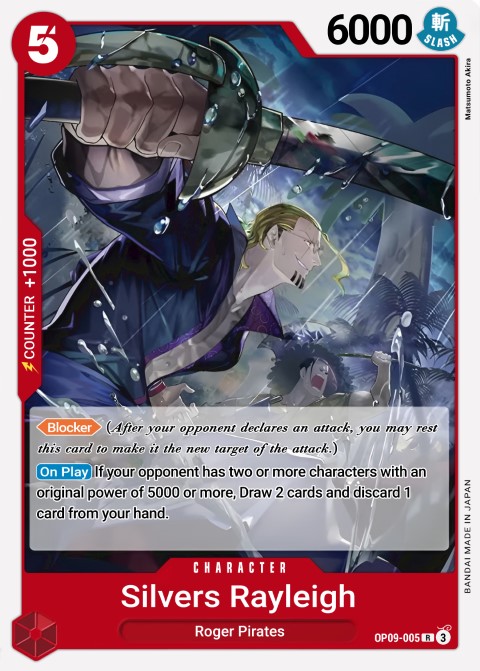 5
6000
斬
SLASH
Matsumoto Akira
COUNTER +1000
Blocker (After your opponent declares an attack, you may rest
this card to make it the new target of the attack.)
On Play If your opponent has two or more characters with an
original power of 5000 or more, Draw 2 cards and discard 1
card from your hand.
BANDAI MADE IN JAPAN
CHARACTER
Silvers Rayleigh
Roger Pirates
OP09-005 R 3